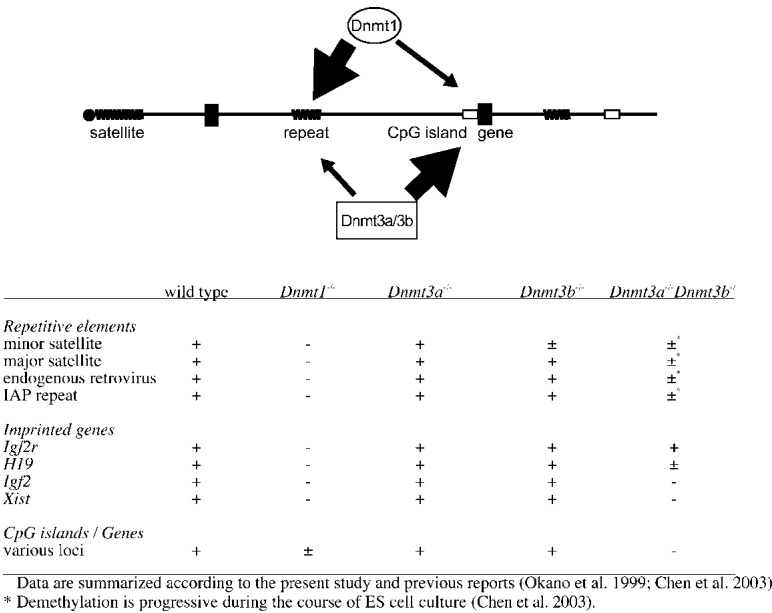 Dnmt1
satellite repeat CpG island gene
Dnmt3a/3b
wild type Dnmt1-/- Dnmt3a-/- Dnmt3b-/- Dnmt3a-/-Dnmt3b-/
Repetitive elements
minor satellite + - + ± ±*
major satellite + - + + ±*
endogenous retrovirus + - + + ±*
IAP repeat + - + + ±*
Imprinted genes
Igf2r + - + + +
H19 + - + + ±
Igf2 + - + + -
Xist + - + + -
CpG islands / Genes
various loci + ± + + -
Data are summarized according to the present study and previous reports (Okano et al. 1999; Chen et al. 2003)
* Demethylation is progressive during the course of ES cell culture (Chen et al. 2003).